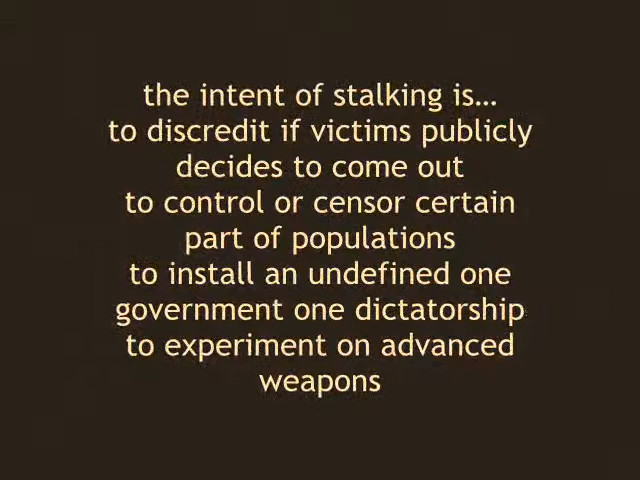 the intent of stalking is...
to discredit if victims publicly
decides to come out
to control or censor certain
part of populations
to install an undefined one
government one dictatorship
to experiment on advanced
weapons